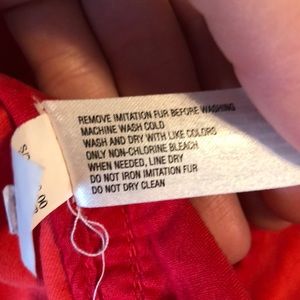 REMOVE IMITATION FUR BEFORE WASHING
MACHINE WASH COLD
WASH AND DRY WITH LIKE COLORS
ONLY NON-CHLORINE BLEACH
WHEN NEEDED, LINE DRY
DO NOT IRON IMITATION FUR
DO NOT DRY CLEAN